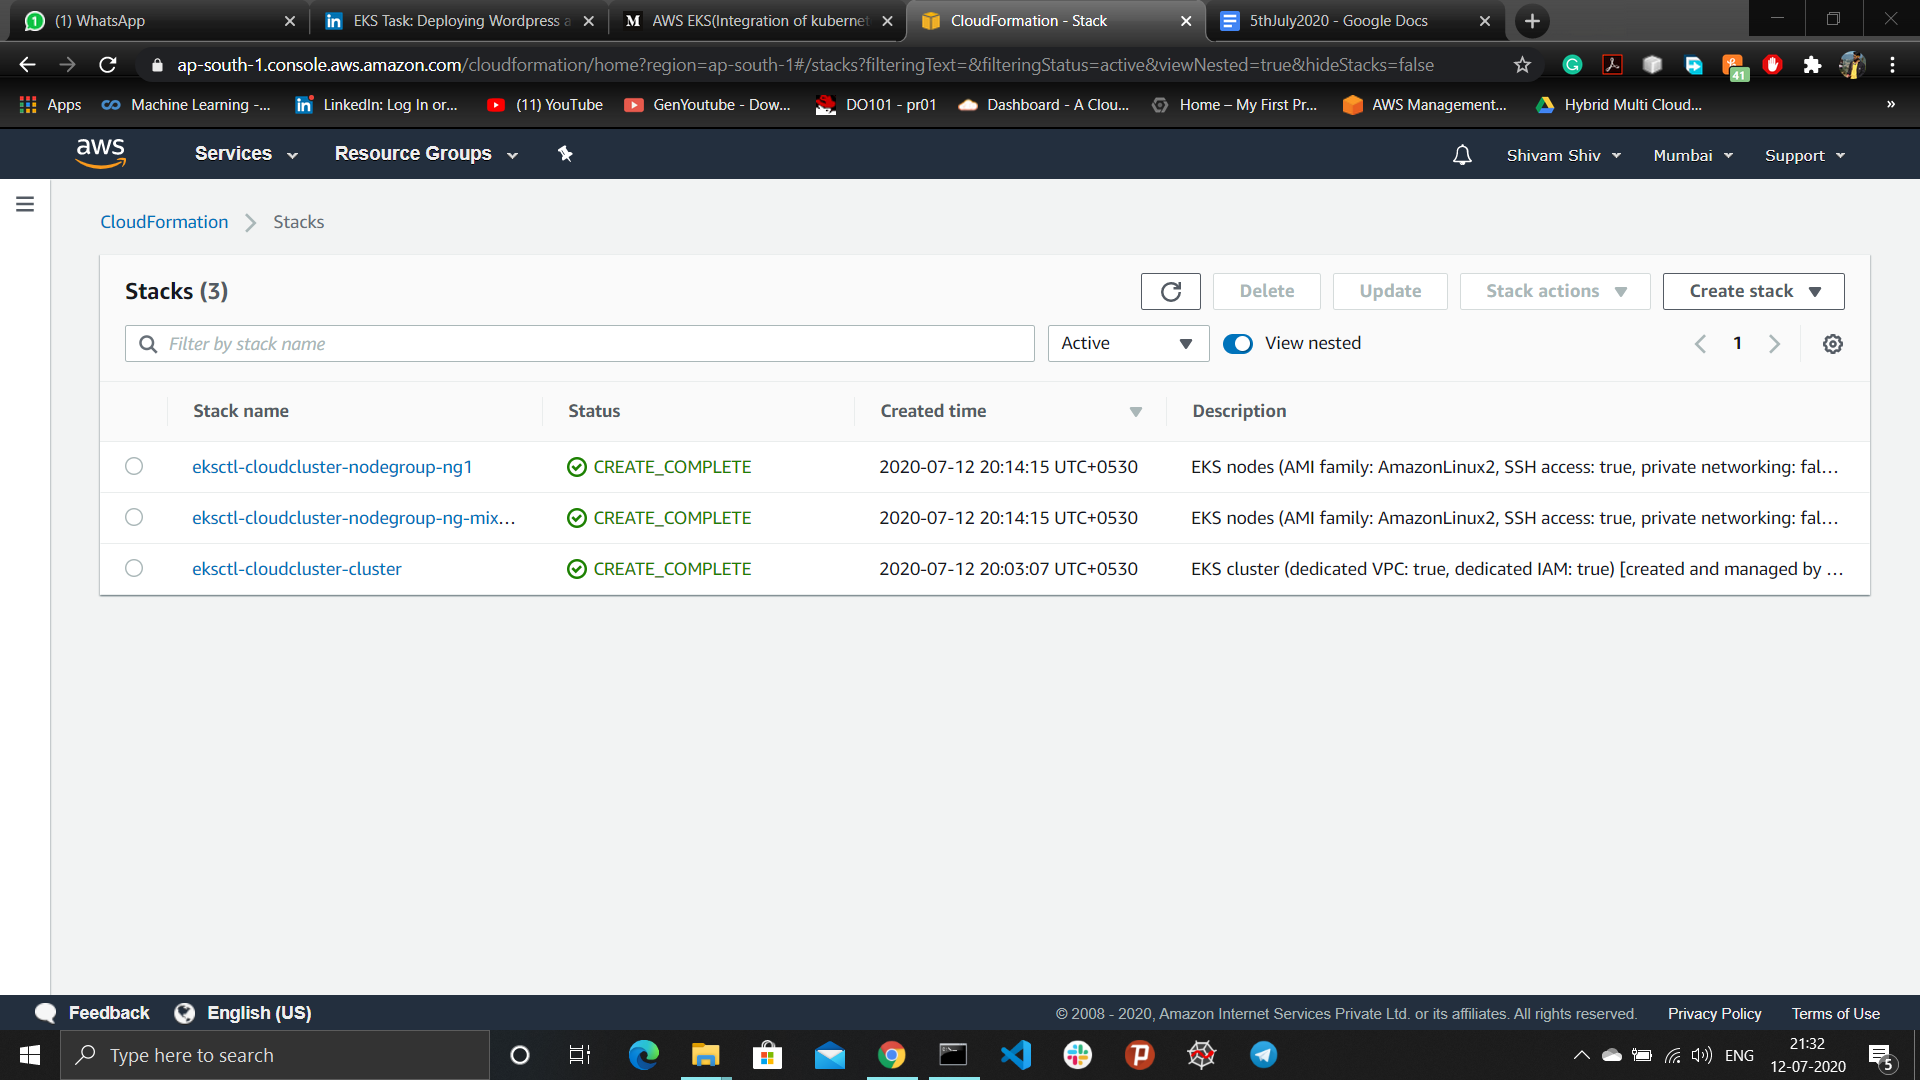 (1) WhatsApp
EKS Task: Deploying Wordpress a
M AWS EKS(Integration of kubernet
CloudFormation - Stack
5thJuly2020 - Google Docs
ap-south-1.console.aws.amazon.com/cloudformation/home?region=ap-south-1#/stacks?filteringText=&filteringStatus=active&viewNested=true&hideStacks=false
41
Apps
Machine Learning -...
LinkedIn: Log In or...
(11) YouTube
GenYoutube - Dow...
DO101 - pr01
Dashboard - A Clou...
Home – My First Pr...
AWS Management...
Hybrid Multi Cloud...
»
aws
Services
Resource Groups
Shivam Shiv
Mumbai
Support
CloudFormation
Stacks
Stacks (3)
Delete
Update
Stack actions
Create stack
Filter by stack name
Active
View nested
1
Stack name Status Created time Description
eksctl-cloudcluster-nodegroup-ng1 CREATE_COMPLETE 2020-07-12 20:14:15 UTC+0530 EKS nodes (AMI family: AmazonLinux2, SSH access: true, private networking: fal...
eksctl-cloudcluster-nodegroup-ng-mix... CREATE_COMPLETE 2020-07-12 20:14:15 UTC+0530 EKS nodes (AMI family: AmazonLinux2, SSH access: true, private networking: fal...
eksctl-cloudcluster-cluster CREATE_COMPLETE 2020-07-12 20:03:07 UTC+0530 EKS cluster (dedicated VPC: true, dedicated IAM: true) [created and managed by ...
Feedback
English (US)
© 2008 - 2020, Amazon Internet Services Private Ltd. or its affiliates. All rights reserved.
Privacy Policy
Terms of Use
Type here to search
ENG
21:32
12-07-2020
5